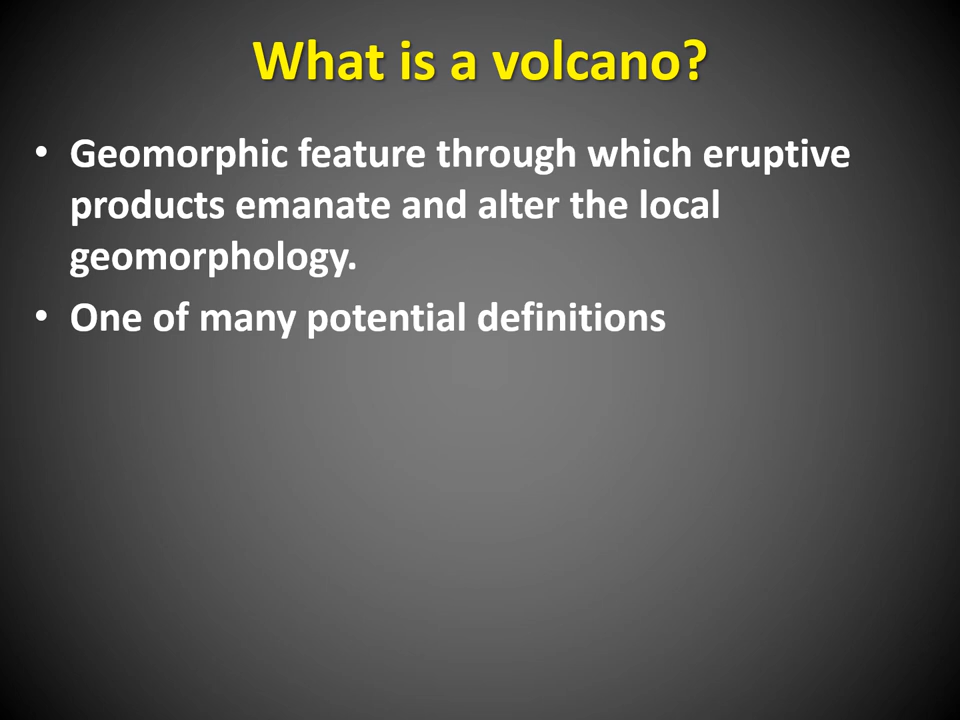 What is a volcano?
• Geomorphic feature through which eruptive
products emanate and alter the local
geomorphology.
• One of many potential definitions